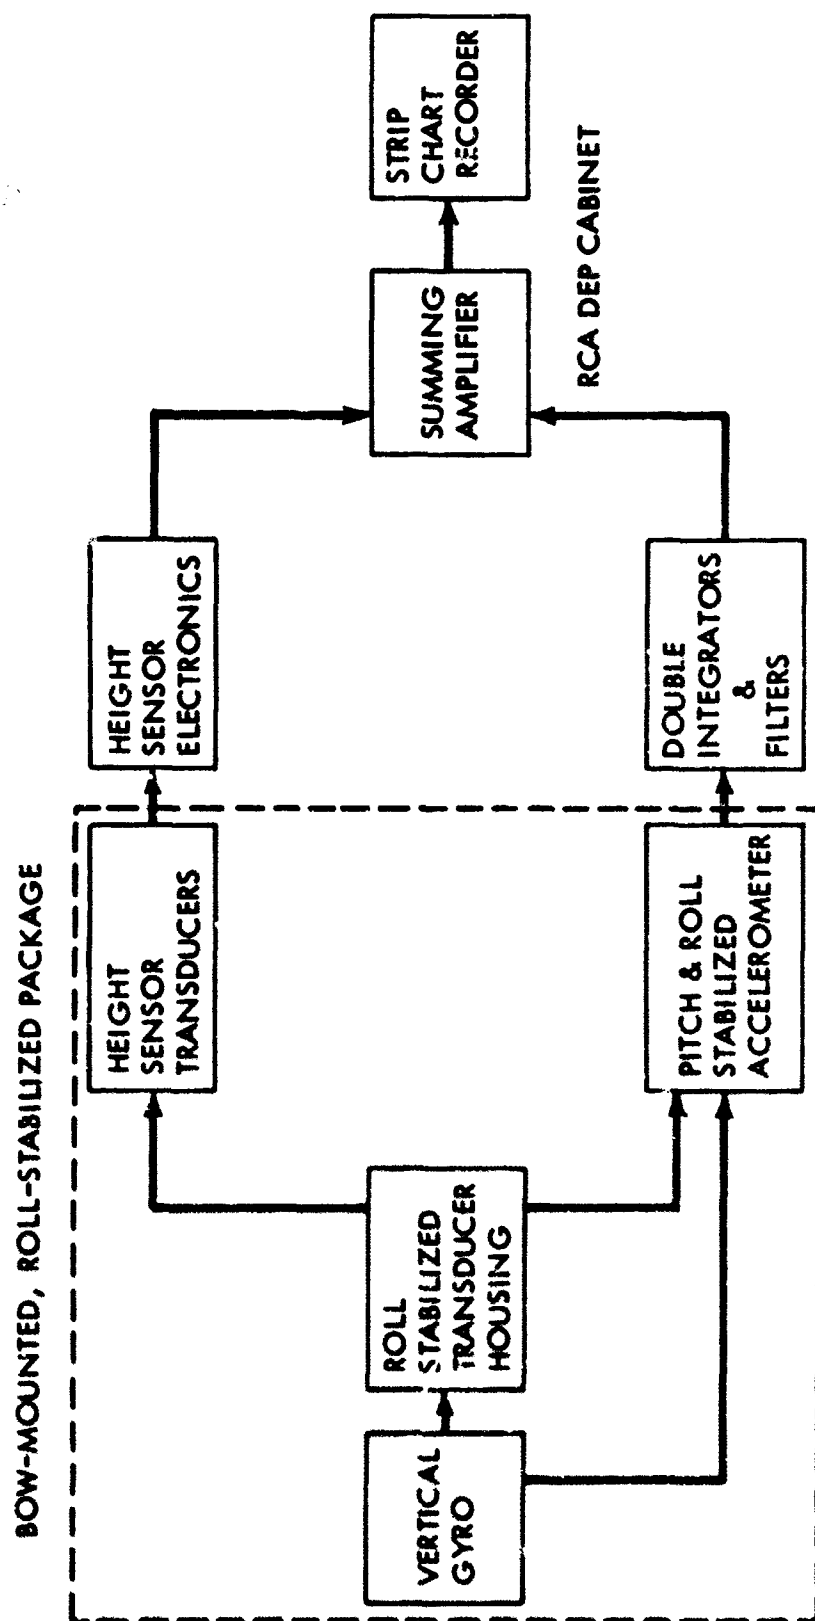 BOW-MOUNTED, ROLL-STABILIZED PACKAGE
VERTICAL
GYRO
ROLL
STABILIZED
TRANSDUCER
HOUSING
HEIGHT
SENSOR
TRANSDUCERS
PITCH & ROLL
STABILIZED
ACCELEROMETER
HEIGHT
SENSOR
ELECTRONICS
DOUBLE
INTEGRATORS
&
FILTERS
SUMMING
AMPLIFIER
STRIP
CHART
RECORDER
RCA DEP CABINET